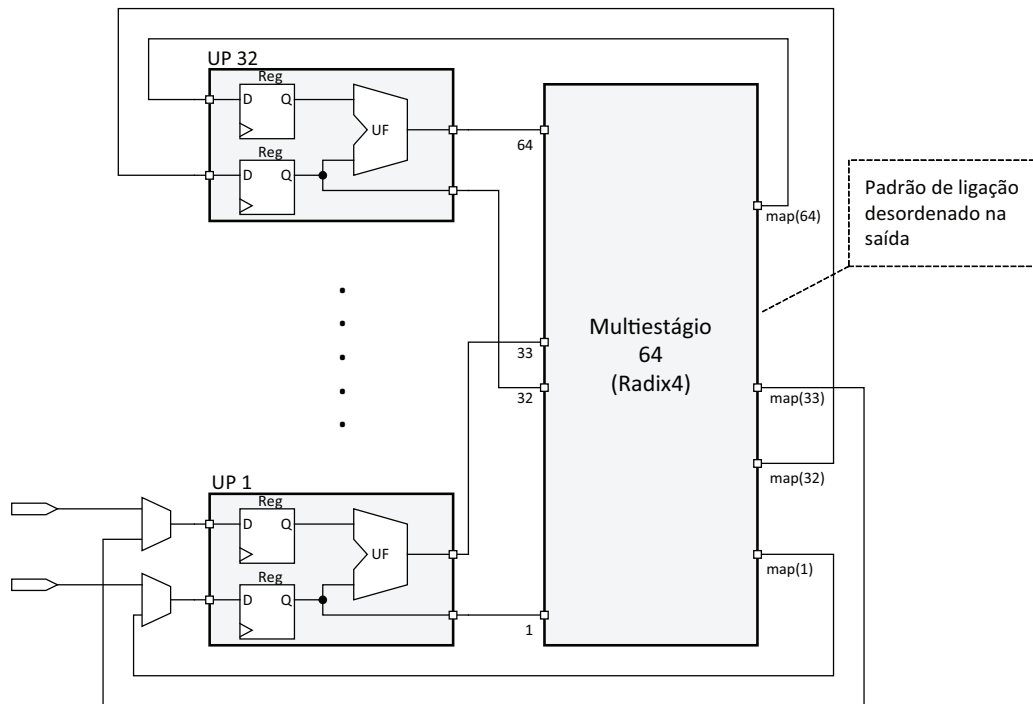 UP 32
Reg
D Q
UF
Reg
D Q
64
map(64)
Padrão de ligação
desordenado na
saída
Multiestágio
64
(Radix4)
33
32
map(33)
map(32)
UP 1
Reg
D Q
UF
Reg
D Q
map(1)
1